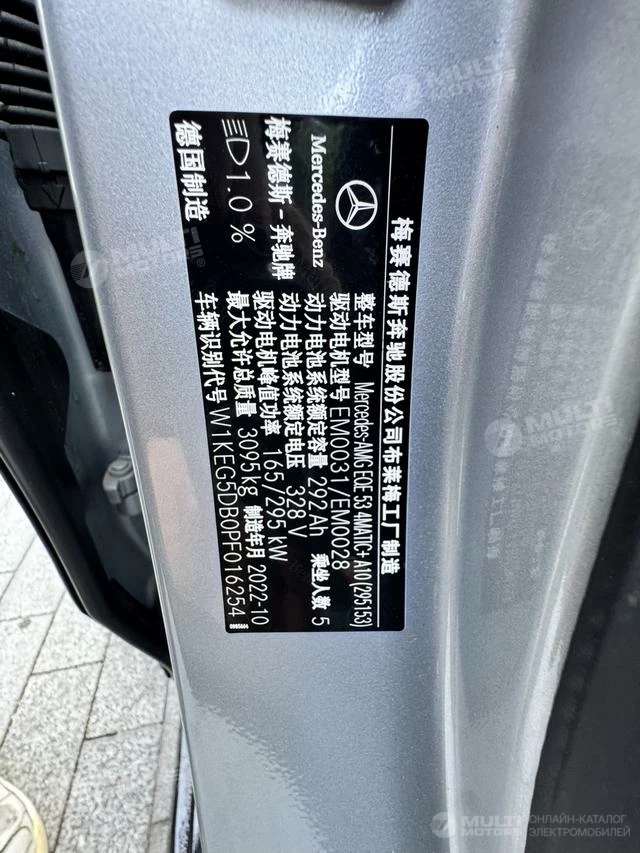 梅赛德斯奔驰股份公司布莱梅工厂制造
Mercedes-Benz
整车型号 Mercedes-AMG EQE 53 4MATIC+ A10 (295153)
驱动电机型号 EM0031/EM0028
动力电池系统额定容量 292Ah 乘坐人数 5
梅赛德斯-奔驰牌
动力电池系统额定电压 328 V
驱动电机峰值功率 165/295 kW
1.0 %
最大允许总质量 3095kg 制造年月 2022-10
德国制造
车辆识别代号 W1KEG5DB0PF016254
MULTI MOTORS
ОНЛАЙН-КАТАЛОГ
ЭЛЕКТРОМОБИЛЕЙ